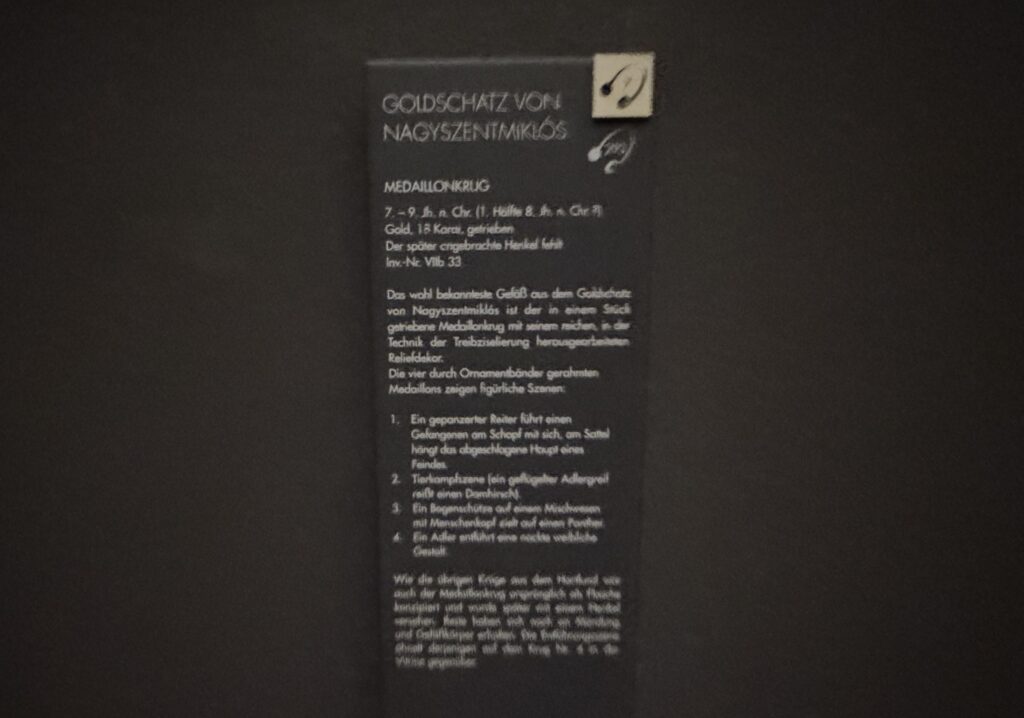 GOLDSCHATZ VON
NAGYSZENTMIKLÓS
MEDAILLONKRUG
7. – 9. Jh. n. Chr. (1. Hälfte 8. Jh. n. Chr.?)
Gold, 18 Karat, getrieben
Der später angebrachte Henkel fehlt
Inv.-Nr. VIIb 33
Das wohl bekannteste Gefäß aus dem Goldschatz
von Nagyszentmiklós ist der in einem Stück
getriebene Medaillonkrug mit seinem reichen, in der
Technik der Treibziselierung herausgearbeiteten
Reliefdekor.
Die vier durch Ornamentbänder gerahmten
Medaillons zeigen figürliche Szenen:
1. Ein gepanzerter Reiter führt einen
Gefangenen am Schopf mit sich, am Sattel
hängt das abgeschlagene Haupt eines
Feindes.
2. Tierkampfszene (ein geflügelter Adlergreif
reißt einen Damhirsch).
3. Ein Bogenschütze auf einem Mischwesen
mit Menschenkopf zielt auf einen Panther.
4. Ein Adler entführt eine nackte weibliche
Gestalt.
Wie die übrigen Krüge aus dem Hortfund war
auch der Medaillonkrug ursprünglich als Flasche
konzipiert und wurde später mit einem Henkel
versehen. Reste haben sich noch an Mündung
und Gefäßkörper erhalten. Die Entführungsszene
ähnelt derjenigen auf dem Krug Nr. 6 in der
Vitrine gegenüber.